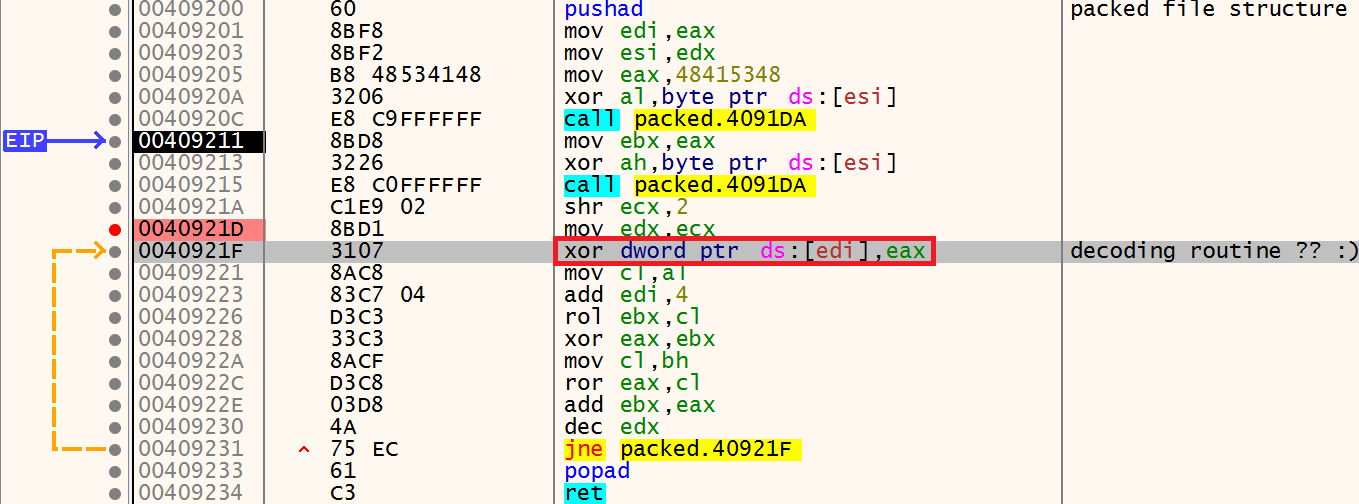 00409200 60 pushad packed file structure
00409201 8BF8 mov edi,eax
00409203 8BF2 mov esi,edx
00409205 B8 48534148 mov eax,48415348
0040920A 3206 xor al,byte ptr ds:[esi]
0040920C E8 C9FFFFFF call packed.4091DA
EIP 00409211 8BD8 mov ebx,eax
00409213 3226 xor ah,byte ptr ds:[esi]
00409215 E8 C0FFFFFF call packed.4091DA
0040921A C1E9 02 shr ecx,2
0040921D 8BD1 mov edx,ecx
0040921F 3107 xor dword ptr ds:[edi],eax decoding routine ?? :)
00409221 8AC8 mov cl,al
00409223 83C7 04 add edi,4
00409226 D3C3 rol ebx,cl
00409228 33C3 xor eax,ebx
0040922A 8ACF mov cl,bh
0040922C D3C8 ror eax,cl
0040922E 03D8 add ebx,eax
00409230 4A dec edx
00409231 75 EC jne packed.40921F
00409233 61 popad
00409234 C3 ret